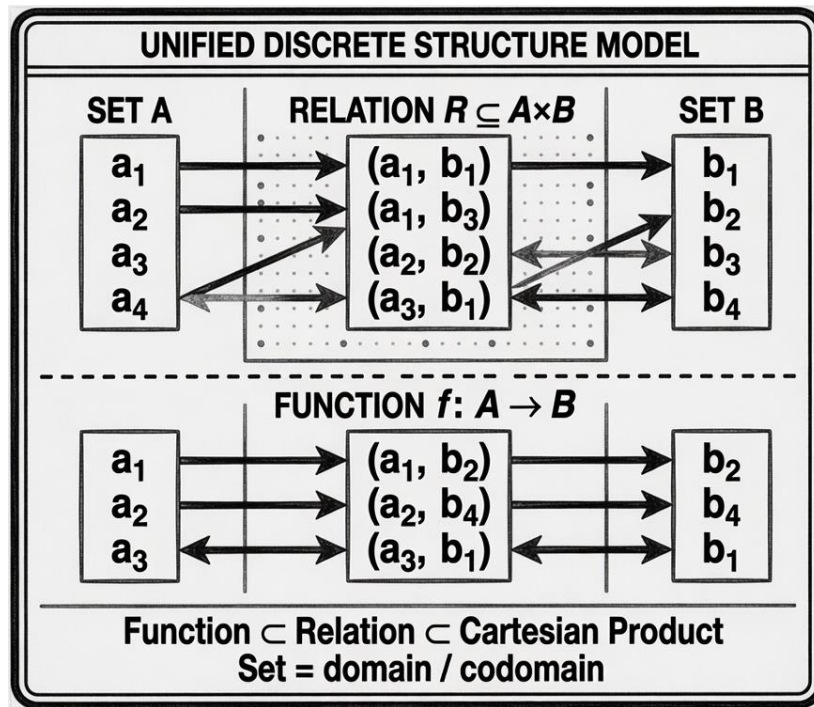 UNIFIED DISCRETE STRUCTURE MODEL
SET A RELATION R ⊆ A×B SET B
a₁ (a₁, b₁) b₁
a₂ (a₁, b₃) b₂
a₃ (a₂, b₂) b₃
a₄ (a₃, b₁) b₄
FUNCTION f: A → B
a₁ (a₁, b₂) b₂
a₂ (a₂, b₄) b₄
a₃ (a₃, b₁) b₁
Function ⊂ Relation ⊂ Cartesian Product
Set = domain / codomain